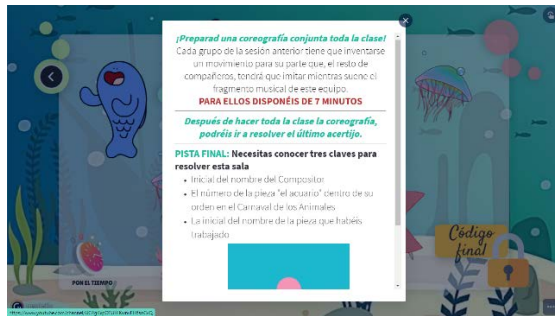 ¡Preparad una coreografía conjunta toda la clase!
Cada grupo de la sesión anterior tiene que inventarse
un movimiento para su parte que, el resto de
compañeros, tendrá que imitar mientras suene el
fragmento musical de este equipo.
PARA ELLOS DISPONÉIS DE 7 MINUTOS
Después de hacer toda la clase la coreografía,
podréis ir a resolver el último acertijo.
PISTA FINAL: Necesitas conocer tres claves para
resolver esta sala
• Inicial del nombre del Compositor
• El número de la pieza "el acuario" dentro de su
orden en el Carnaval de los Animales
• La inicial del nombre de la pieza que habéis
trabajado
Código
final
PON EL TIEMPO